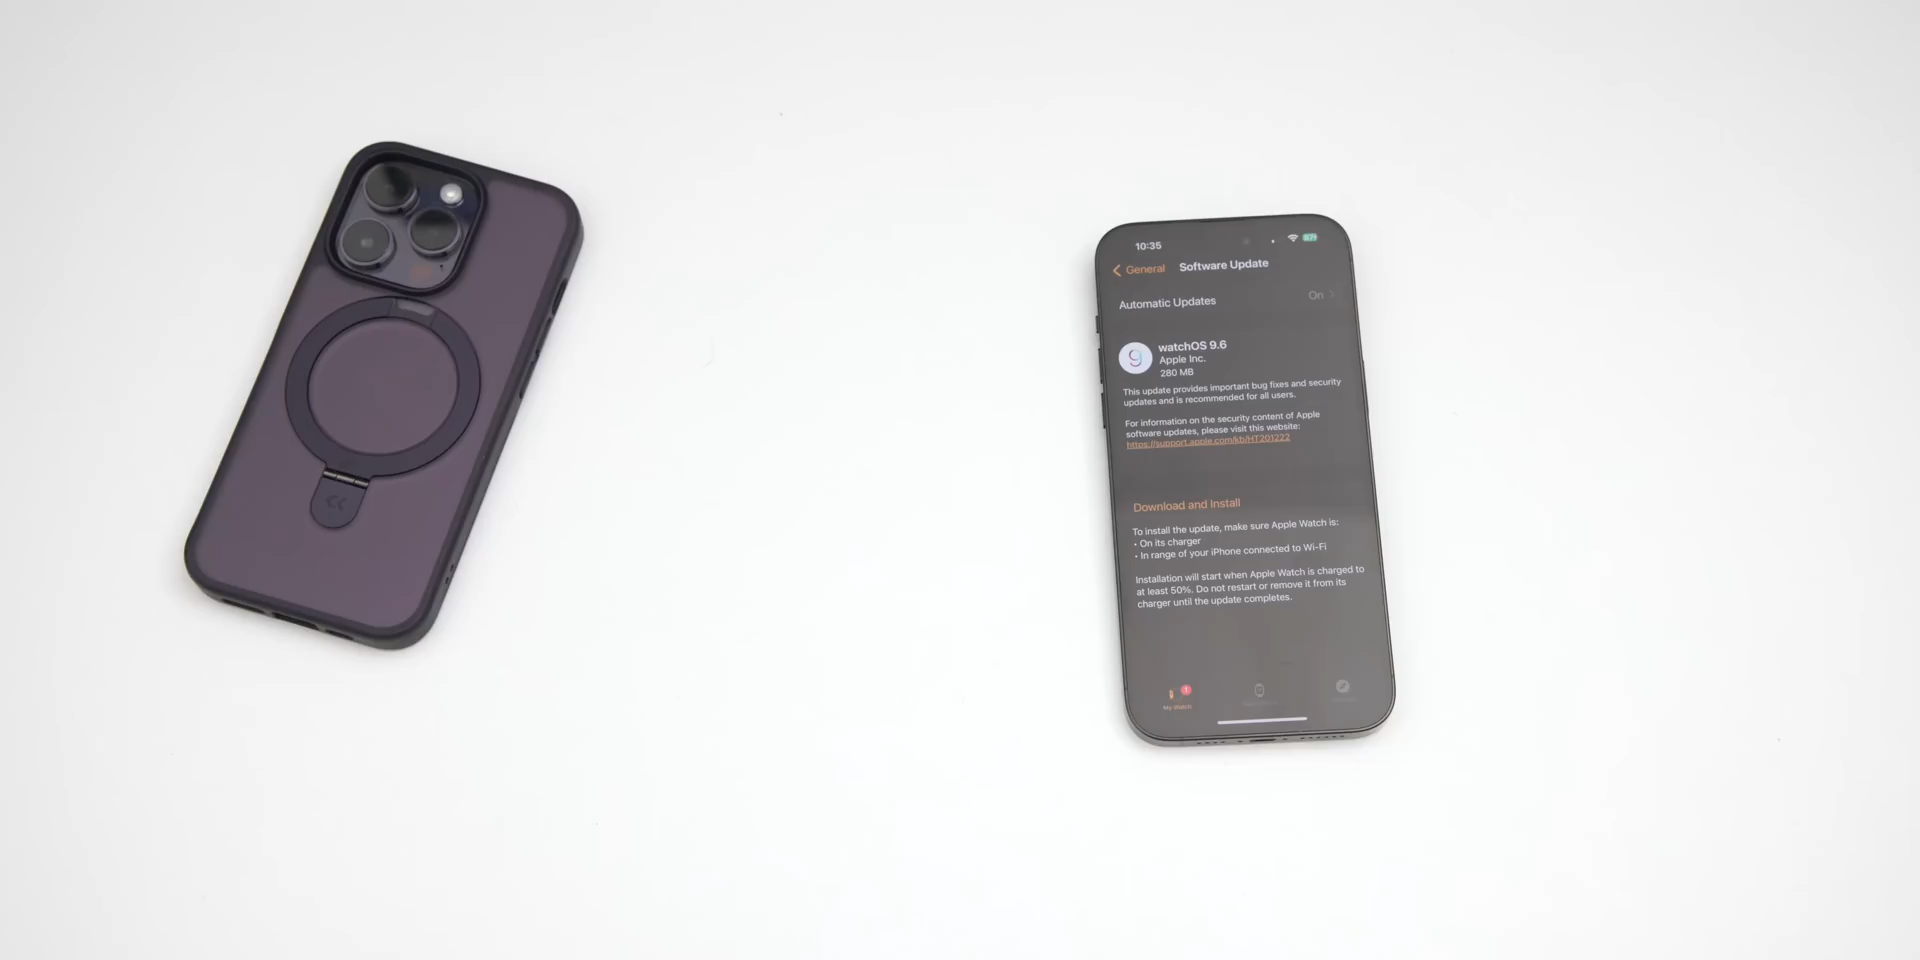 10:35
General Software Update
Automatic Updates On
9 watchOS 9.6
Apple Inc.
280 MB
This update provides important bug fixes and security
updates and is recommended for all users.
For information on the security content of Apple
software updates, please visit this website:
https://support.apple.com/kb/HT201222
Download and Install
To install the update, make sure Apple Watch is:
• On its charger
• In range of your iPhone connected to Wi-Fi
Installation will start when Apple Watch is charged to
at least 50%. Do not restart or remove it from its
charger until the update completes.
1
My Watch